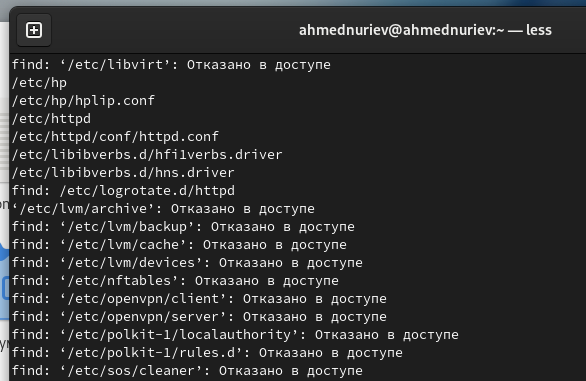 ahmednuriev@ahmednuriev:~ — less
find: ‘/etc/libvirt’: Отказано в доступе
/etc/hp
/etc/hp/hplip.conf
/etc/httpd
/etc/httpd/conf/httpd.conf
/etc/libibverbs.d/hfi1verbs.driver
/etc/libibverbs.d/hns.driver
find: /etc/logrotate.d/httpd
‘/etc/lvm/archive’: Отказано в доступе
find: ‘/etc/lvm/backup’: Отказано в доступе
find: ‘/etc/lvm/cache’: Отказано в доступе
find: ‘/etc/lvm/devices’: Отказано в доступе
find: ‘/etc/nftables’: Отказано в доступе
find: ‘/etc/openvpn/client’: Отказано в доступе
find: ‘/etc/openvpn/server’: Отказано в доступе
find: ‘/etc/polkit-1/localauthority’: Отказано в доступе
find: ‘/etc/polkit-1/rules.d’: Отказано в доступе
find: ‘/etc/sos/cleaner’: Отказано в доступе